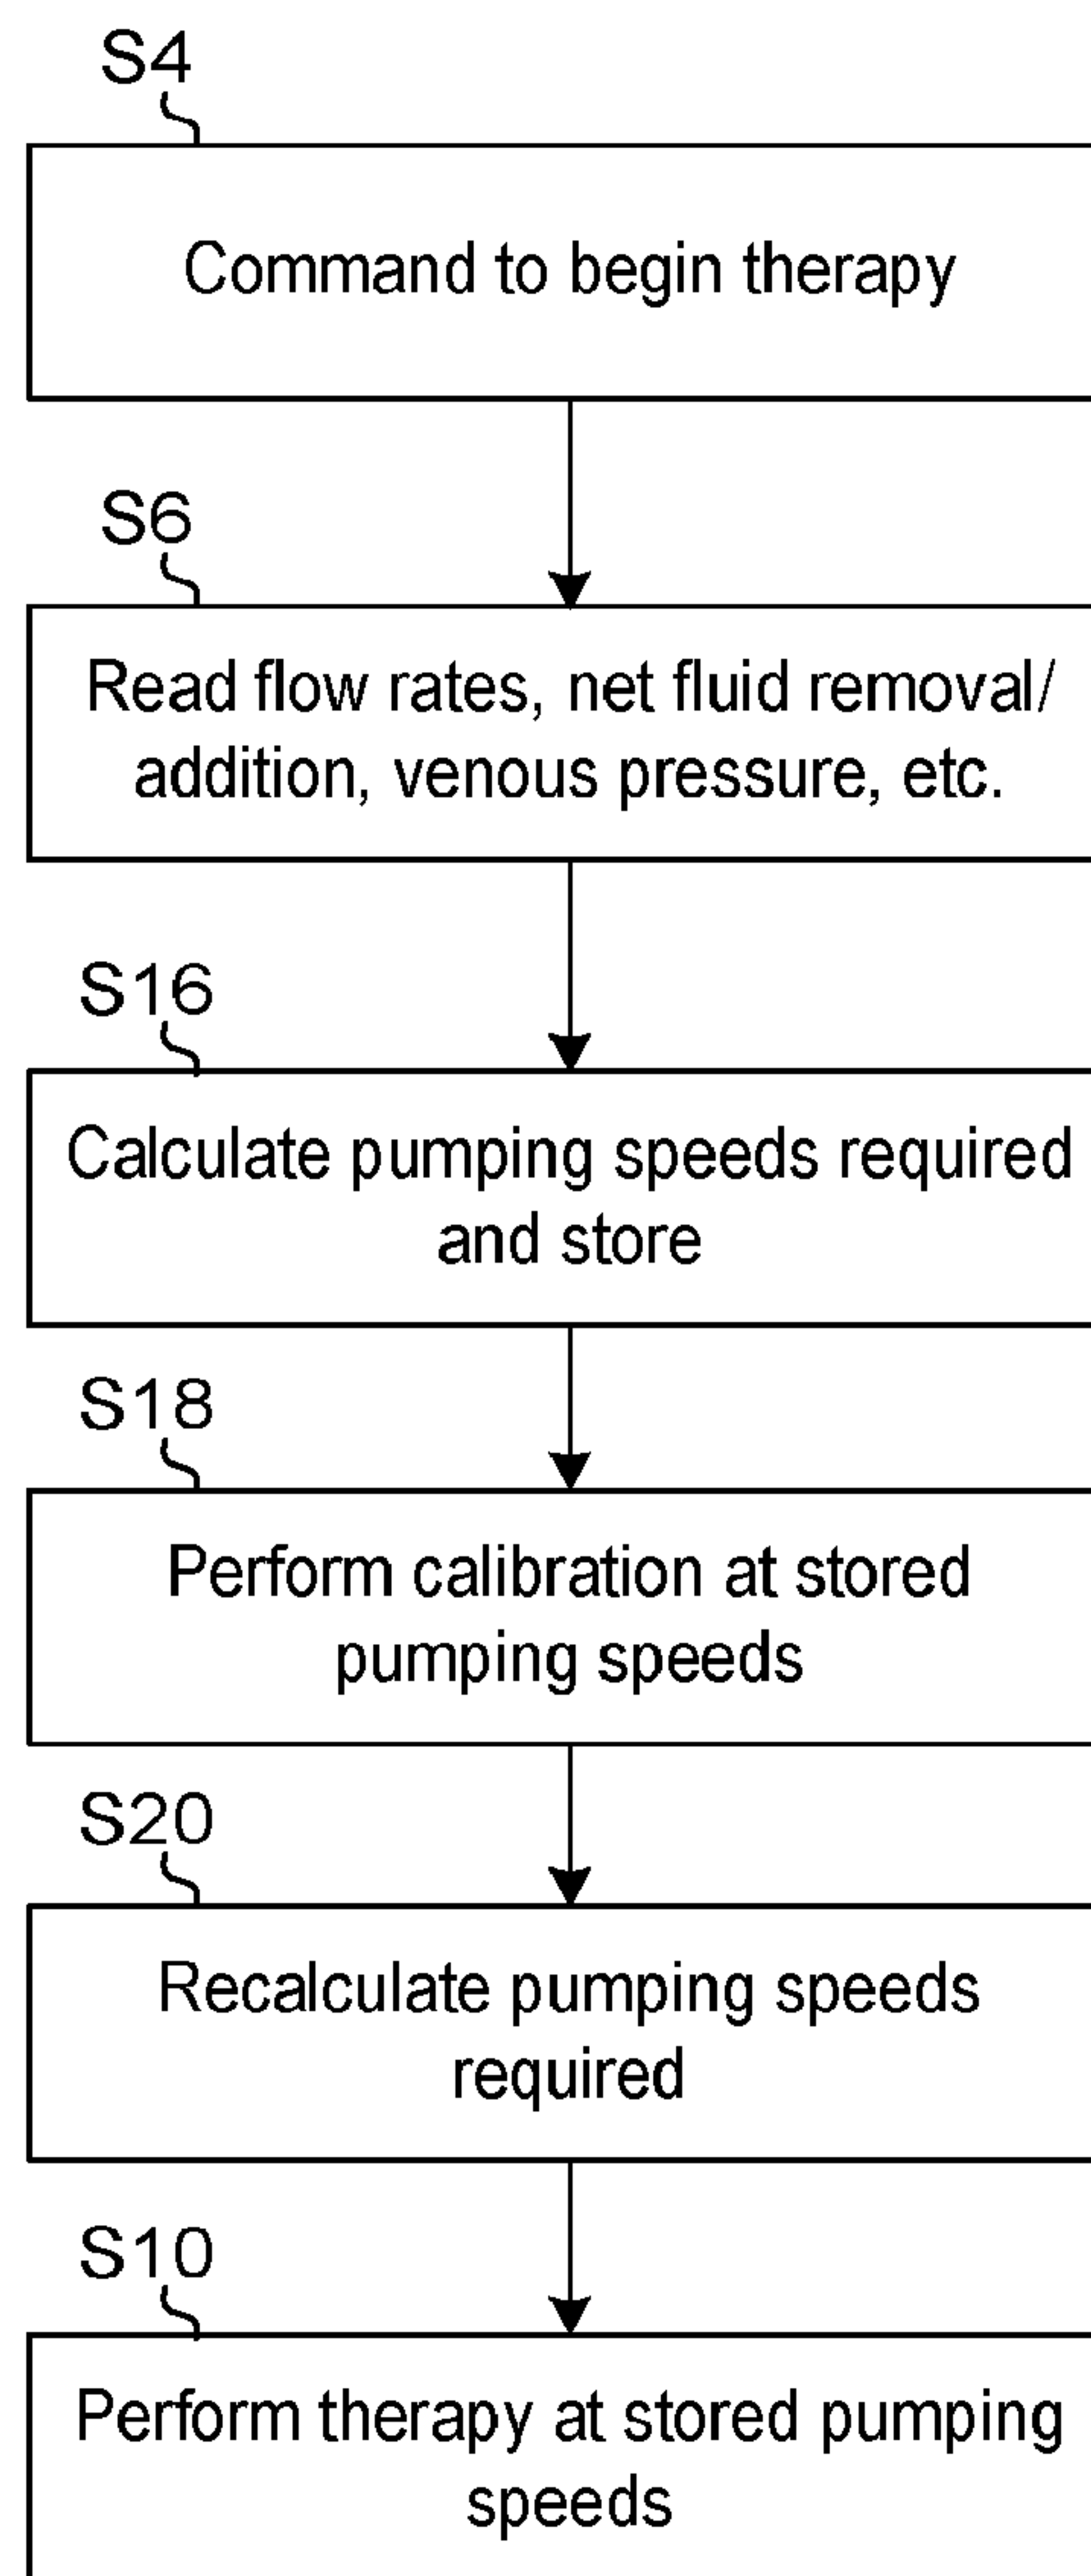 S4
Command to begin therapy
S6
Read flow rates, net fluid removal/
addition, venous pressure, etc.
S16
Calculate pumping speeds required
and store
S18
Perform calibration at stored
pumping speeds
S20
Recalculate pumping speeds
required
S10
Perform therapy at stored pumping
speeds